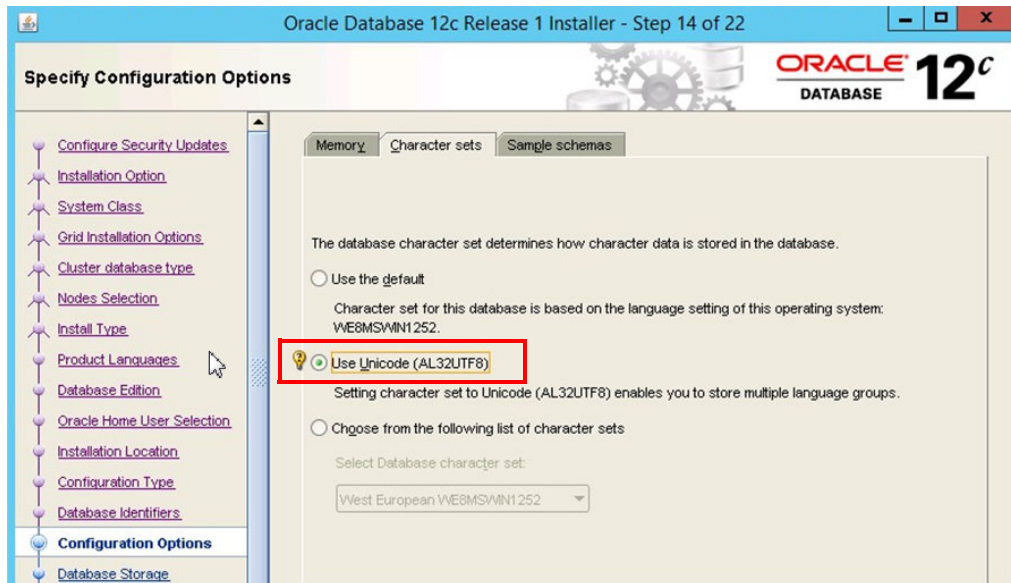 Oracle Database 12c Release 1 Installer - Step 14 of 22
Specify Configuration Options
ORACLE
DATABASE
12c
Configure Security Updates
Installation Option
System Class
Grid Installation Options
Cluster database type
Nodes Selection
Install Type
Product Languages
Database Edition
Oracle Home User Selection
Installation Location
Configuration Type
Database Identifiers
Configuration Options
Database Storage
Memory
Character sets
Sample schemas
The database character set determines how character data is stored in the database.
Use the default
Character set for this database is based on the language setting of this operating system:
WE8MSWIN1252.
Use Unicode (AL32UTF8)
Setting character set to Unicode (AL32UTF8) enables you to store multiple language groups.
Choose from the following list of character sets
Select Database character set:
West European WE8MSWIN1252